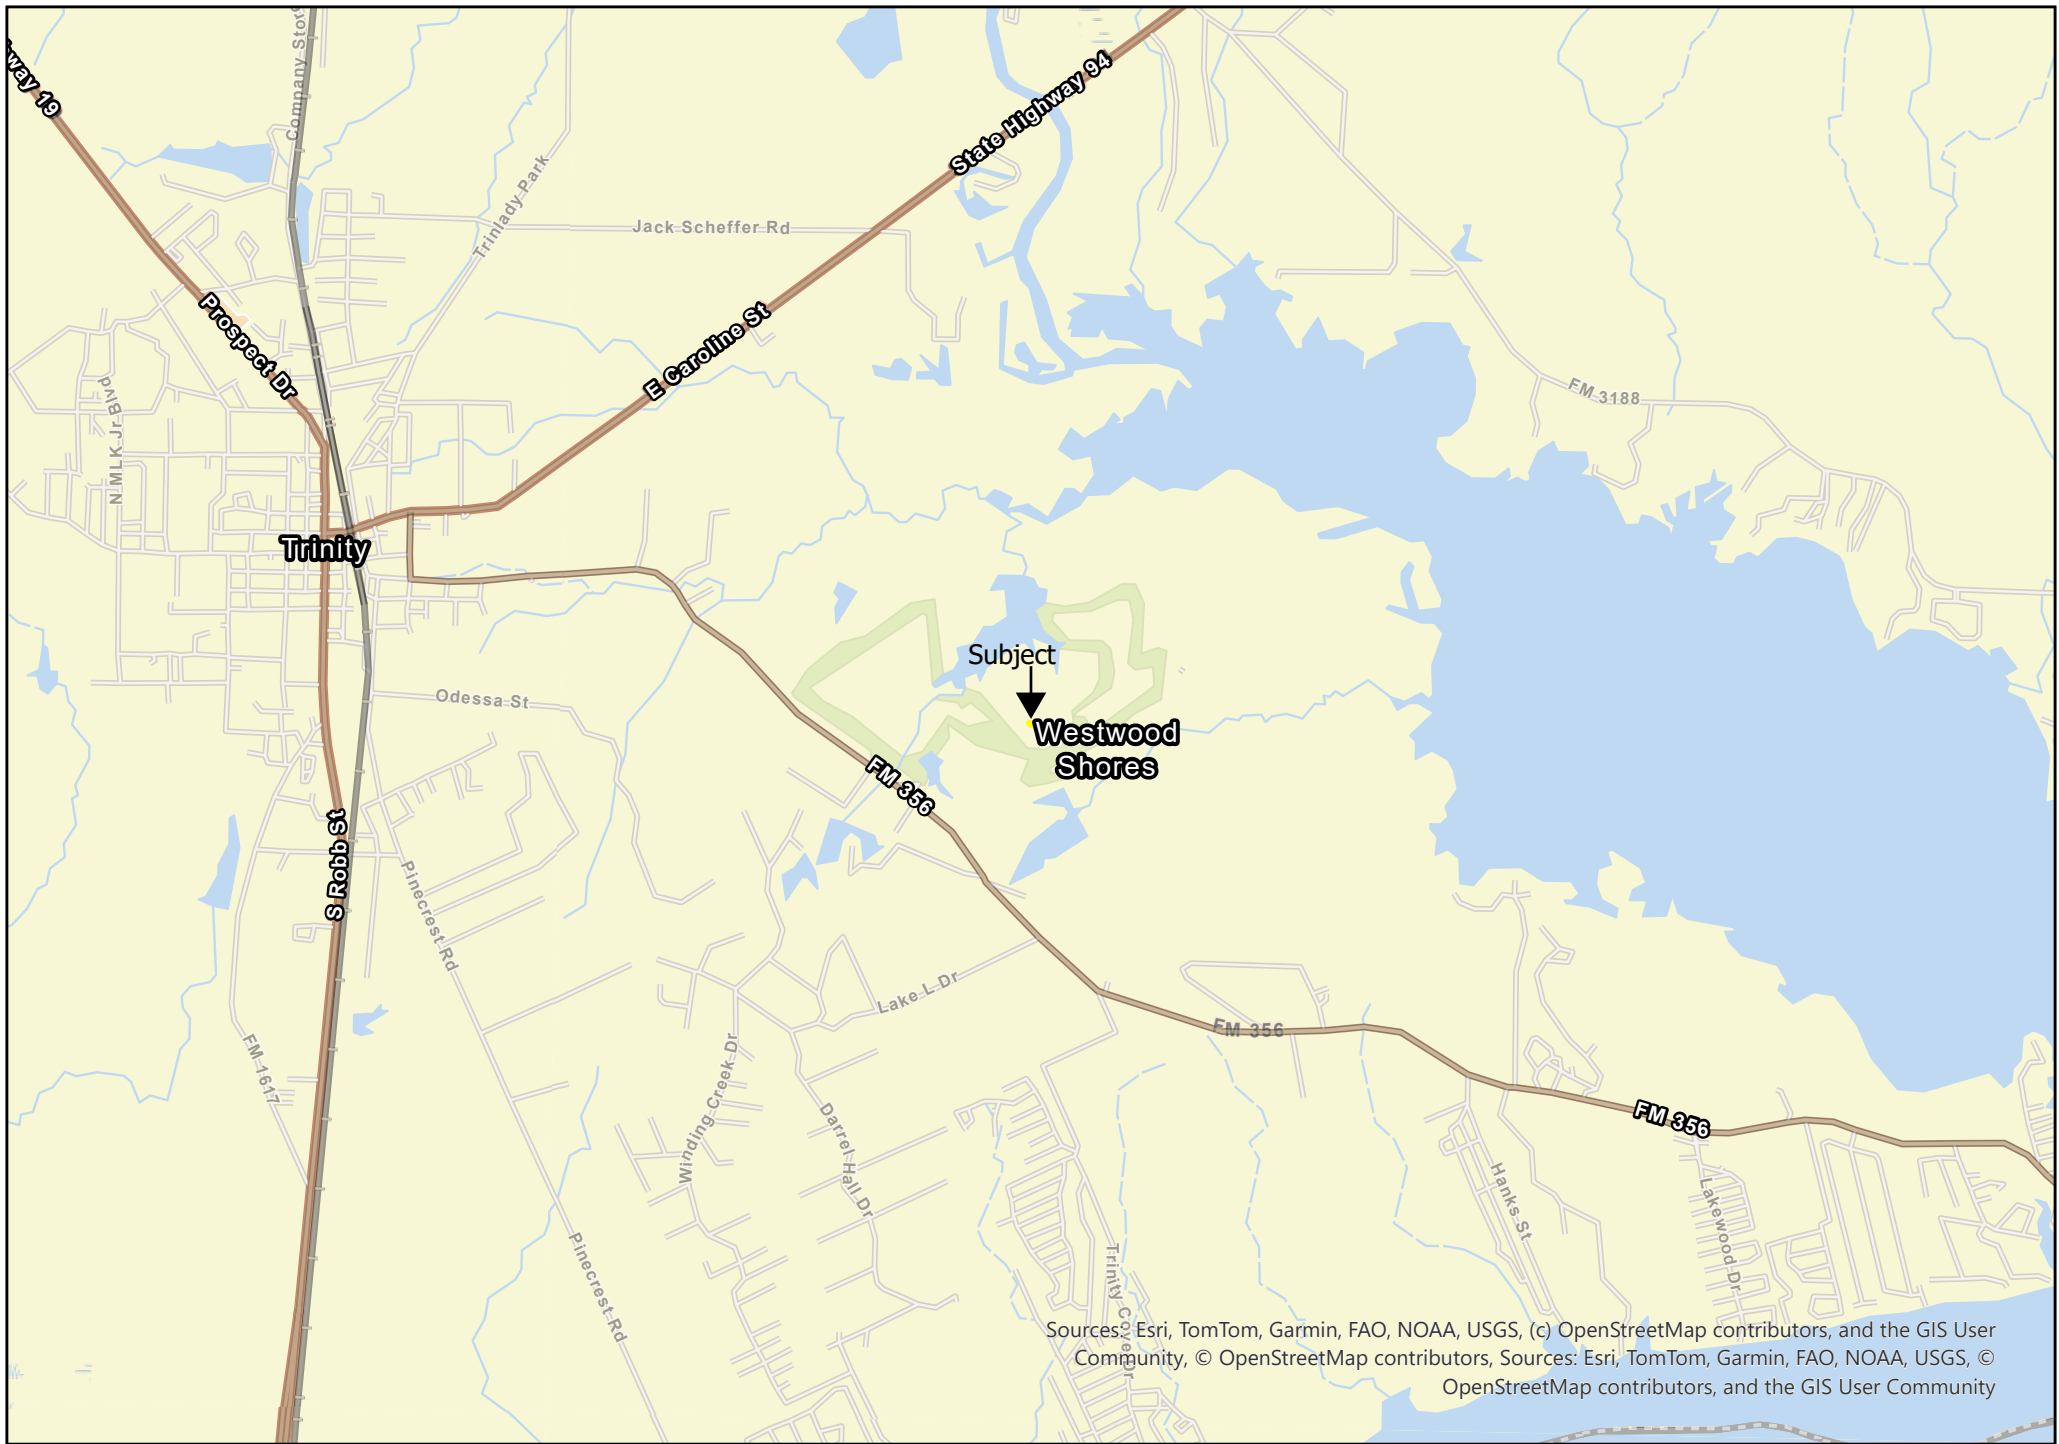 way 19
Company Stor
State Highway 94
Trinlady Park
Jack Scheffer Rd
Prospect Dr
E Caroline St
FM 3188
N MLK Jr Blvd
Trinity
Subject
Odessa St
Westwood
Shores
FM 356
S Robb St
Pinecrest Rd
Lake L Dr
FM 356
FM 1617
Winding Creek Dr
Darrel Hall Dr
FM 356
Hanks St
Lakewood Dr
Pinecrest Rd
Trinity Cove Dr
Sources: Esri, TomTom, Garmin, FAO, NOAA, USGS, (c) OpenStreetMap contributors, and the GIS User
Community, © OpenStreetMap contributors, Sources: Esri, TomTom, Garmin, FAO, NOAA, USGS, ©
OpenStreetMap contributors, and the GIS User Community